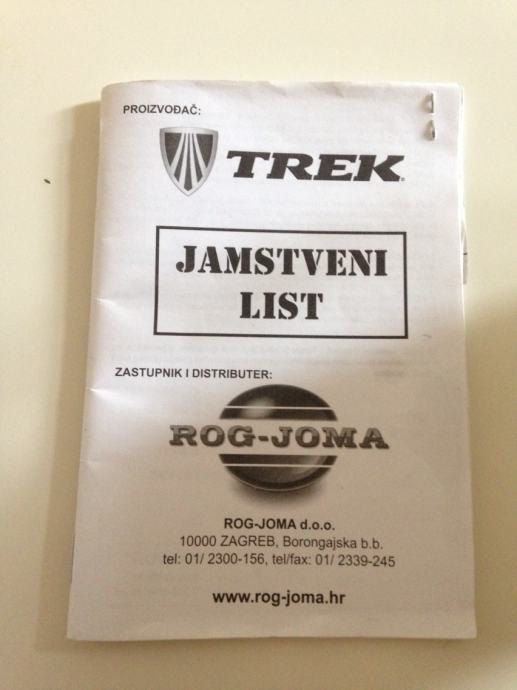 PROIZVOĐAČ:
TREK
JAMSTVENI
LIST
ZASTUPNIK I DISTRIBUTER:
ROG-JOMA
ROG-JOMA d.o.o.
10000 ZAGREB, Borongajska b.b.
tel: 01/ 2300-156, tel/fax: 01/ 2339-245
www.rog-joma.hr